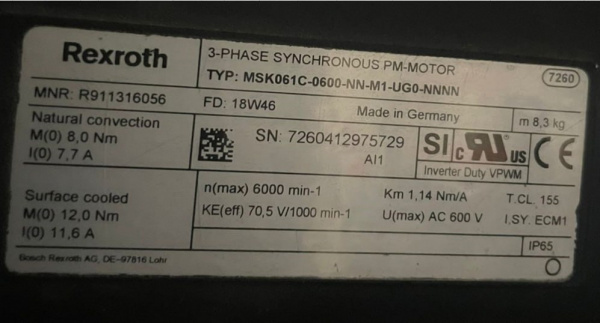 Rexroth
3-PHASE SYNCHRONOUS PM-MOTOR
7260
TYP: MSK061C-0600-NN-M1-UG0-NNNN
MNR: R911316056
FD: 18W46
Made in Germany
m 8,3 kg
Natural convection
M(0) 8,0 Nm
I(0) 7,7 A
SN: 7260412975729
AI1
SI
c RU us
CE
Inverter Duty VPWM
Surface cooled
M(0) 12,0 Nm
I(0) 11,6 A
n(max) 6000 min-1
Km 1,14 Nm/A
T.CL. 155
KE(eff) 70,5 V/1000 min-1
U(max) AC 600 V
I.SY. ECM1
IP65
Bosch Rexroth AG, DE-97816 Lohr